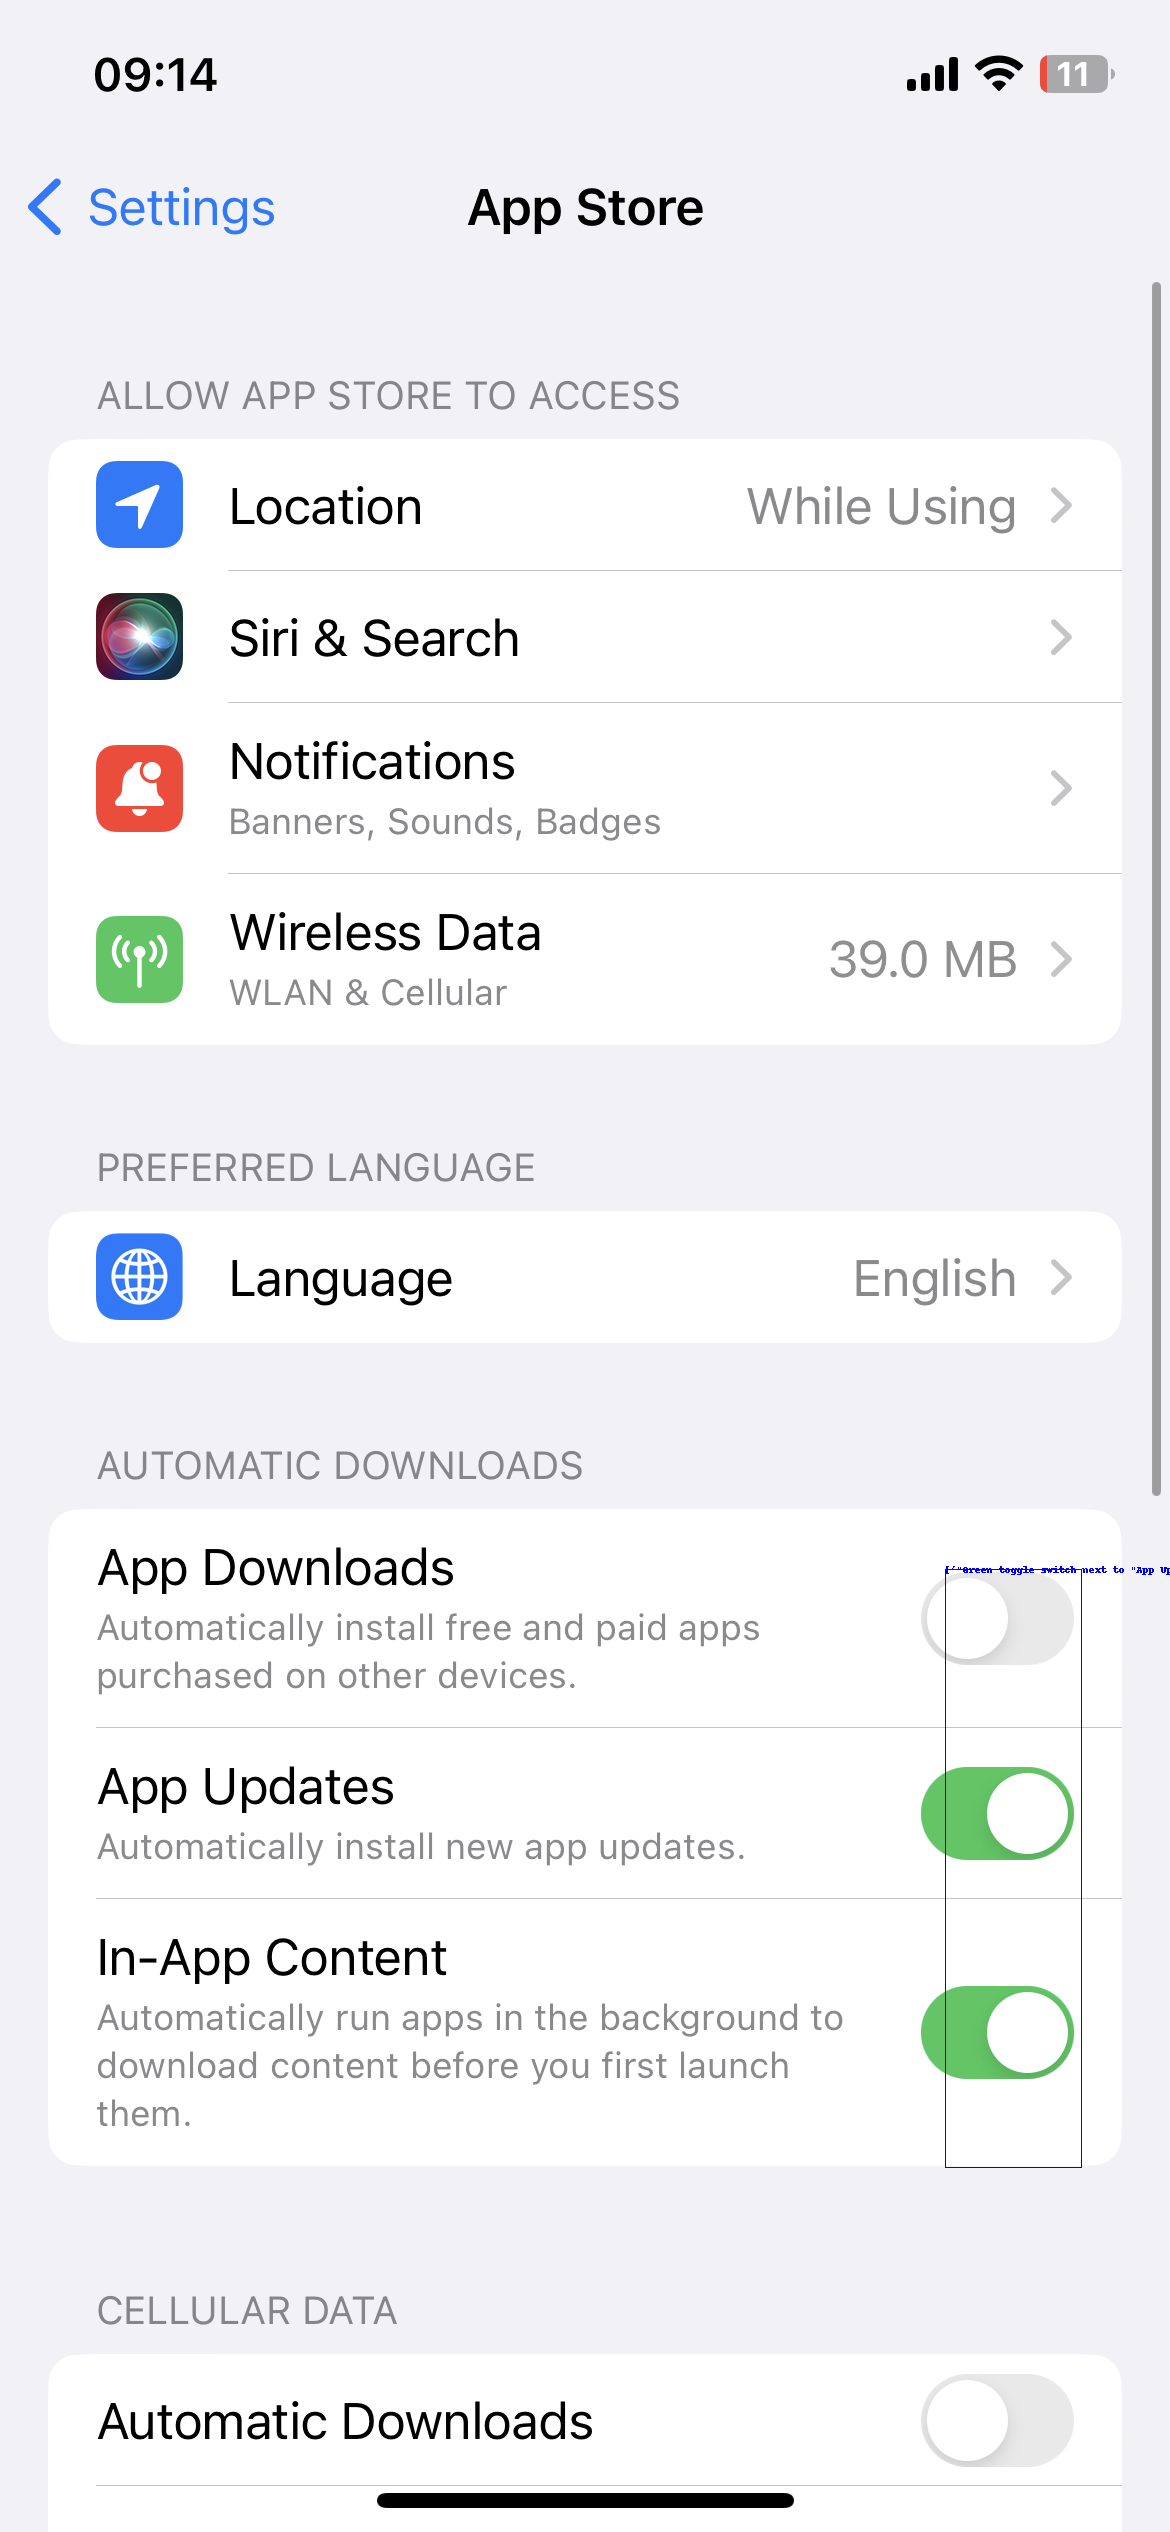 09:14
11
Settings
App Store
ALLOW APP STORE TO ACCESS
Location
While Using
Siri & Search
Notifications
Banners, Sounds, Badges
Wireless Data
WLAN & Cellular
39.0 MB
PREFERRED LANGUAGE
Language
English
AUTOMATIC DOWNLOADS
App Downloads
Automatically install free and paid apps
purchased on other devices.
"Green toggle switch next to "App Up
App Updates
Automatically install new app updates.
In-App Content
Automatically run apps in the background to
download content before you first launch
them.
CELLULAR DATA
Automatic Downloads